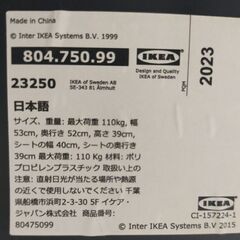 Made in China
© Inter IKEA Systems B.V. 1999
804.750.99
23250
IKEA of Sweden AB
SE-343 81 Älmhult
IKEA
Design and Quality
IKEA of Sweden
PQM
2023
日本語
サイズ、重量: 最大荷重 110kg, 幅
53cm, 奥行き 52cm, 高さ 39cm,
シートの幅 40cm, シートの奥行き
39cm, 最大荷重: 110 Kg 材料: ポリ
プロピレンプラスチック 取扱い上の
注意: 直射日光が当たる場所や熱源
の近くでは使用しないでください 千葉
県船橋市浜町2-3-30 5F イケア・
ジャパン株式会社 商品番号:
80475099
IKEA
CI-157224-1
© Inter IKEA Systems B.V 2015